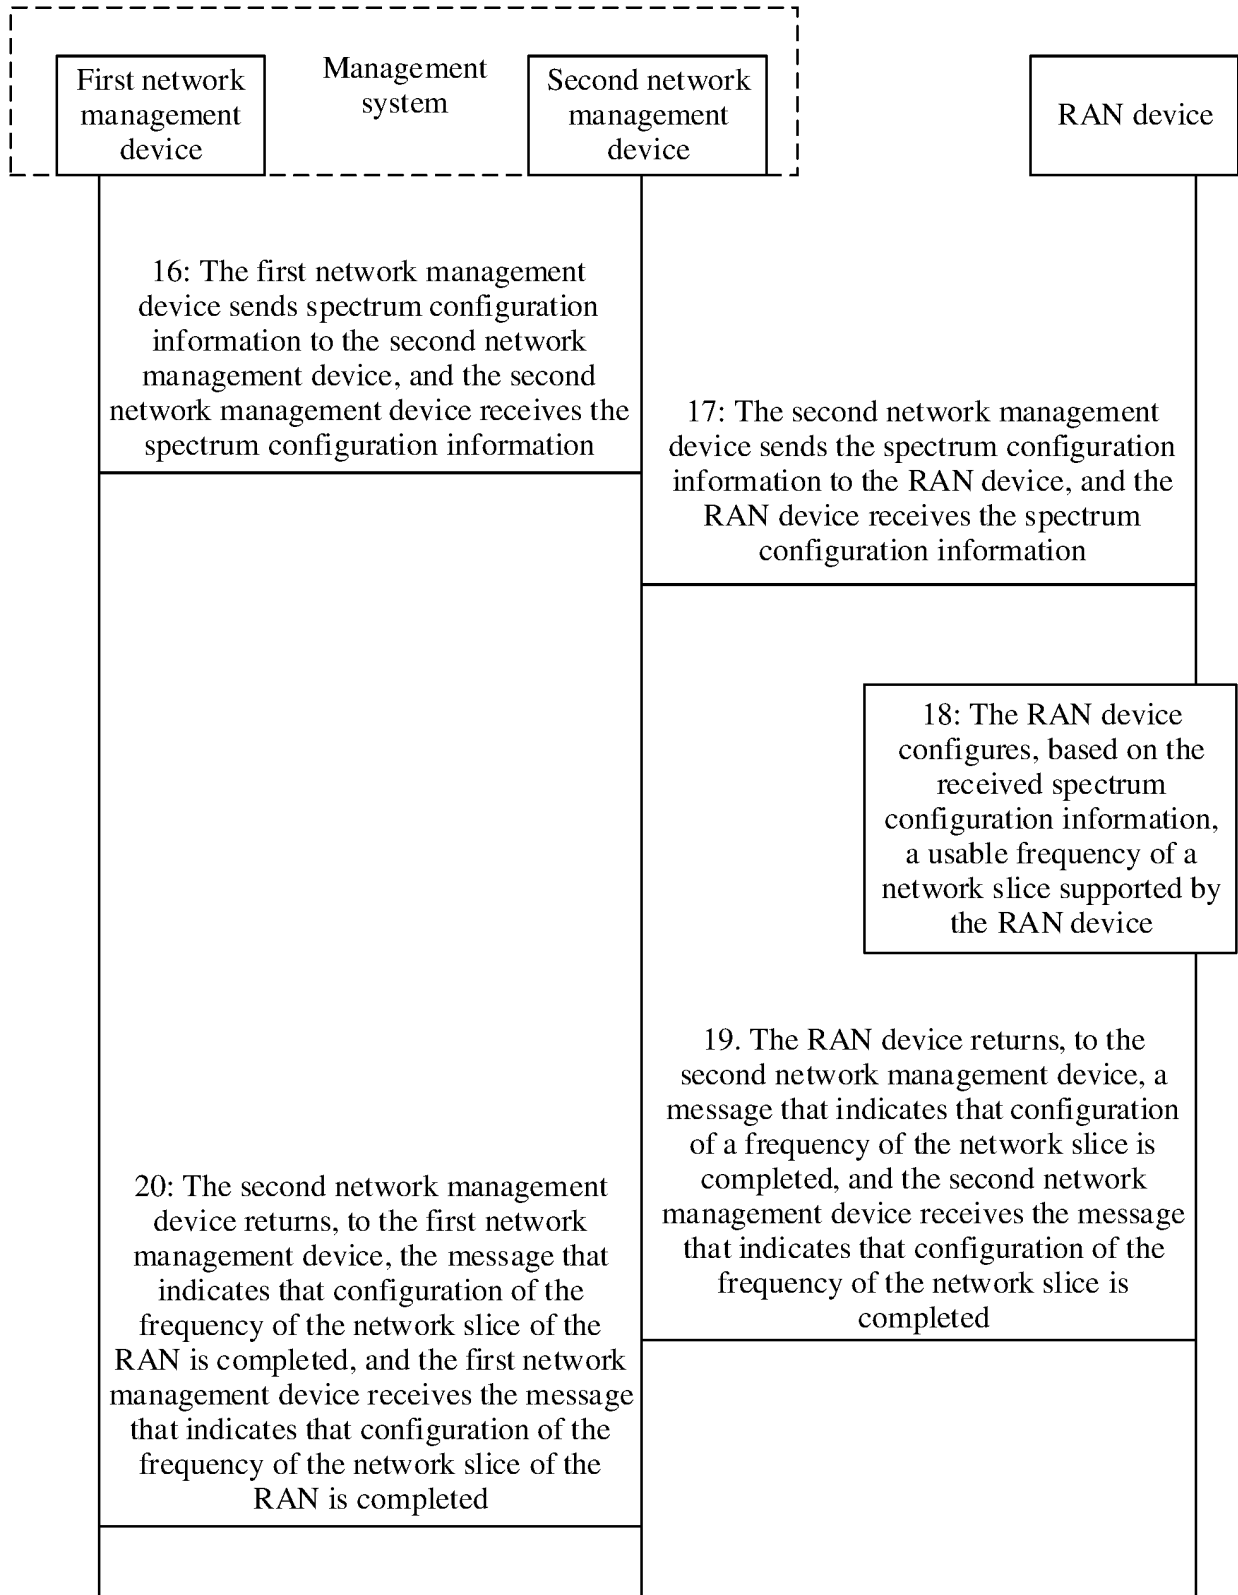 First network
management
device
Management
system
Second network
management
device
RAN device
16: The first network management
device sends spectrum configuration
information to the second network
management device, and the second
network management device receives the
spectrum configuration information
17: The second network management
device sends the spectrum configuration
information to the RAN device, and the
RAN device receives the spectrum
configuration information
18: The RAN device
configures, based on the
received spectrum
configuration information,
a usable frequency of a
network slice supported by
the RAN device
19. The RAN device returns, to the
second network management device, a
message that indicates that configuration
of a frequency of the network slice is
completed, and the second network
management device receives the message
that indicates that configuration of the
frequency of the network slice is
completed
20: The second network management
device returns, to the first network
management device, the message that
indicates that configuration of the
frequency of the network slice of the
RAN is completed, and the first network
management device receives the message
that indicates that configuration of the
frequency of the network slice of the
RAN is completed